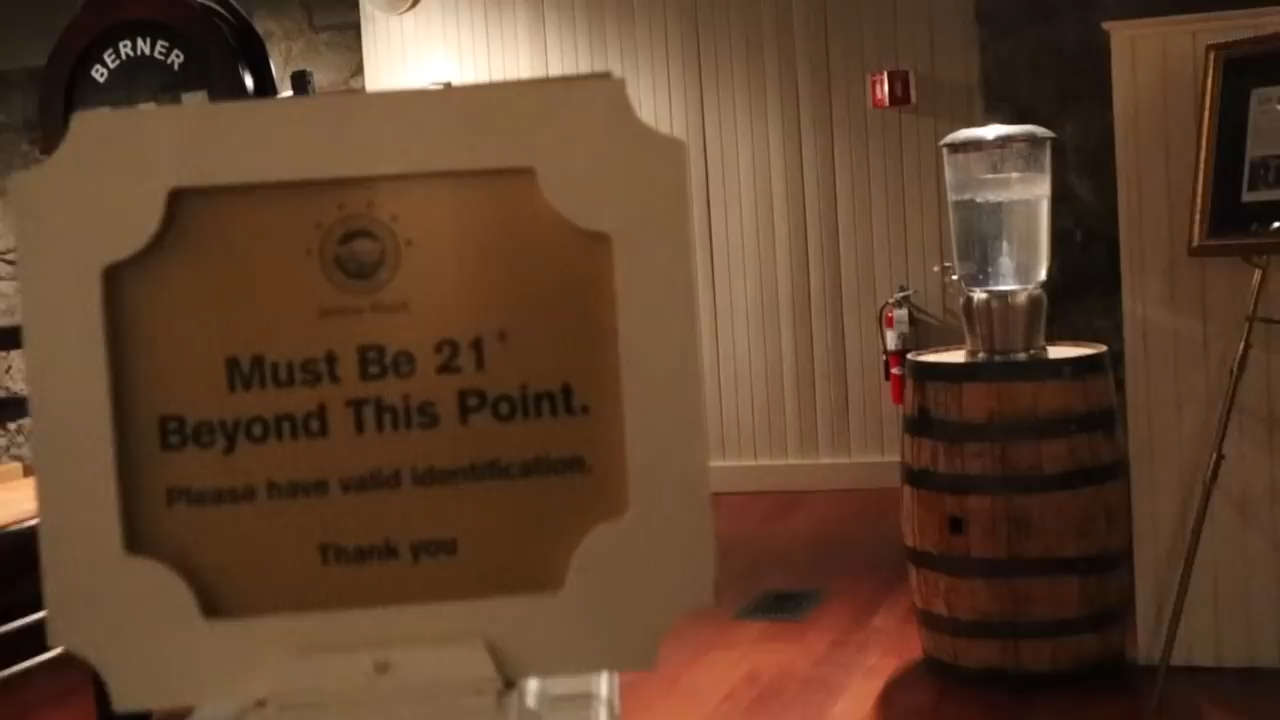 BERNER
Must Be 21
Beyond This Point.
Please have valid identification.
Thank you